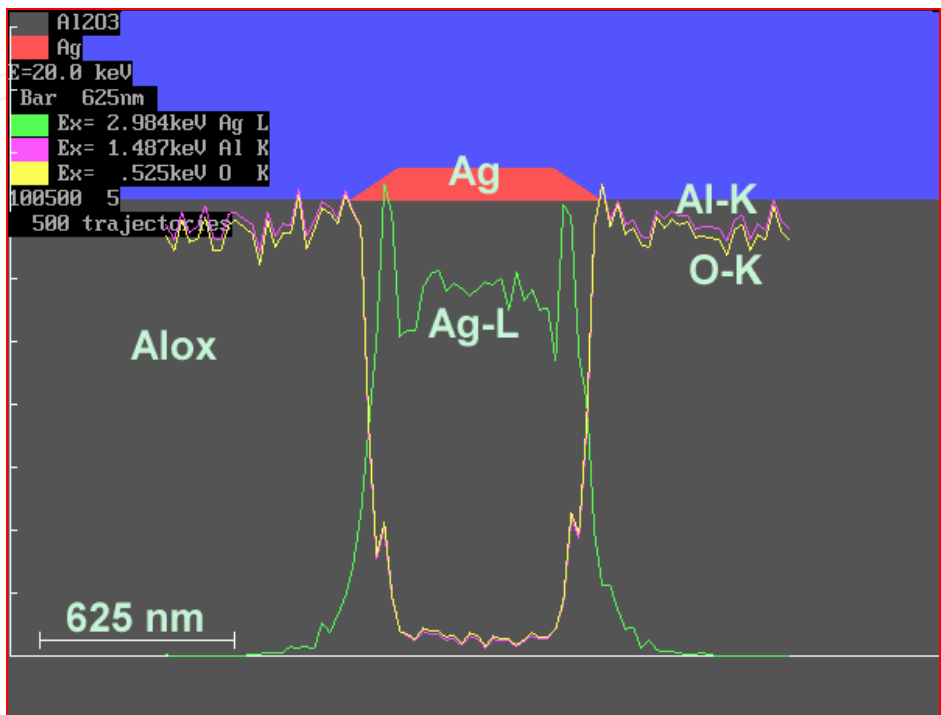 Al2O3
Ag
E=20.0 keV
Bar 625nm
Ex= 2.984keV Ag L
Ex= 1.487keV Al K
Ex= .525keV O K
100500 5
500 trajectories
Ag
Al-K
O-K
Ag-L
Alox
625 nm